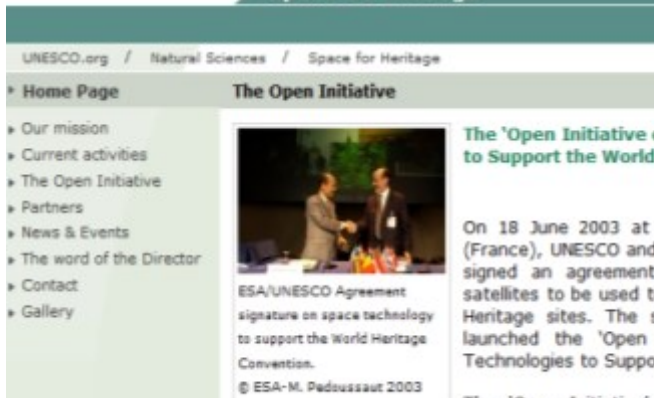 UNESCO.org / Natural Sciences / Space for Heritage
Home Page
Our mission
Current activities
The Open Initiative
Partners
News & Events
The word of the Director
Contact
Gallery
The Open Initiative
ESA/UNESCO Agreement
signature on space technology
to support the World Heritage
Convention.
© ESA-M. Pedoussaut 2003
The 'Open Initiative
to Support the World
On 18 June 2003 at
(France), UNESCO and
signed an agreement
satellites to be used
Heritage sites. The
launched the 'Open
Technologies to